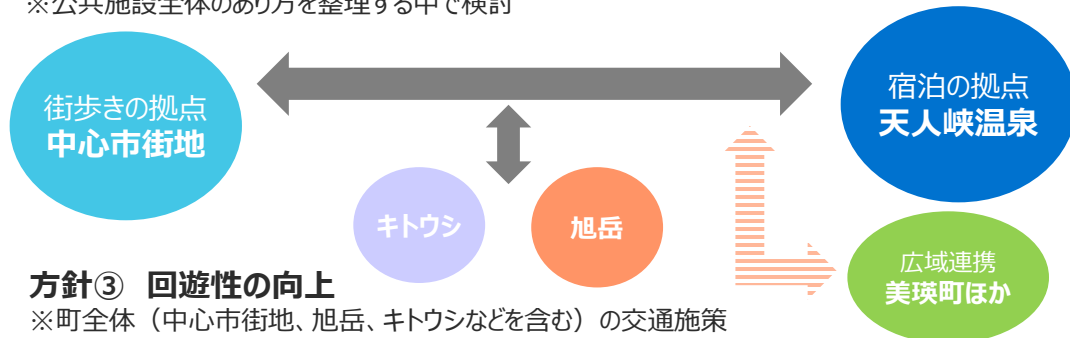 ※公共施設全体のあり方を整理する中で検討
街歩きの拠点
中心市街地
宿泊の拠点
天人峡温泉
キトウシ
旭岳
広域連携
美瑛町ほか
方針③　回遊性の向上
※町全体（中心市街地、旭岳、キトウシなどを含む）の交通施策